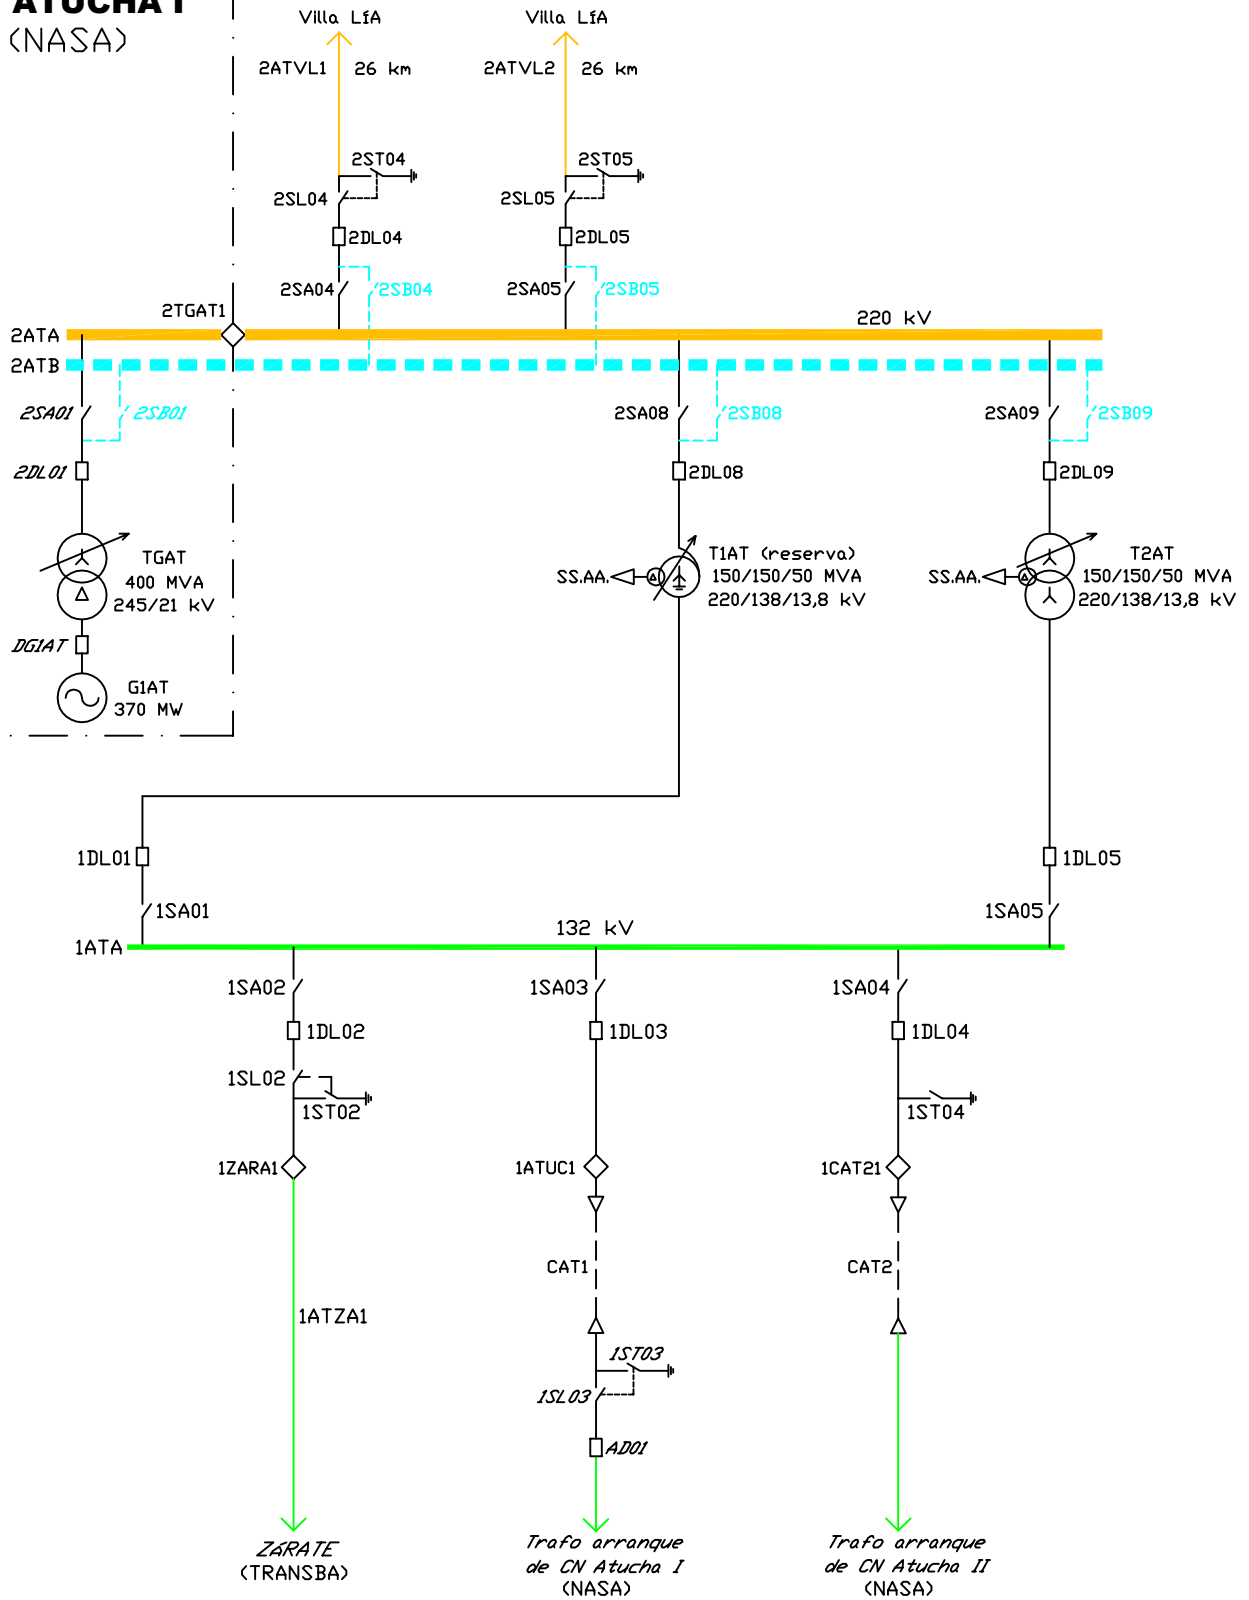 ATUCHA I
(NASA)
Villa LíA
Villa LíA
2ATVL1
26 km
2ATVL2
26 km
2ST04
2ST05
2SL04
2SL05
2DL04
2DL05
2SA04
2SB04
2SA05
2SB05
2TGAT1
220 kV
2ATA
2ATB
2SA01
2SB01
2SA08
2SB08
2SA09
2SB09
2DL01
2DL08
2DL09
TGAT
400 MVA
245/21 kV
SS.AA.
T1AT (reserva)
150/150/50 MVA
220/138/13,8 kV
SS.AA.
T2AT
150/150/50 MVA
220/138/13,8 kV
DG1AT
G1AT
370 MW
1DL01
1DL05
1SA01
1SA05
1ATA
132 kV
1SA02
1SA03
1SA04
1DL02
1DL03
1DL04
1SL02
1ST02
1ST04
1ZARA1
1ATUC1
1CAT21
CAT1
CAT2
1ATZA1
1ST03
1SL03
AD01
ZáRATE
(TRANSBA)
Trafo arranque
de CN Atucha I
(NASA)
Trafo arranque
de CN Atucha II
(NASA)